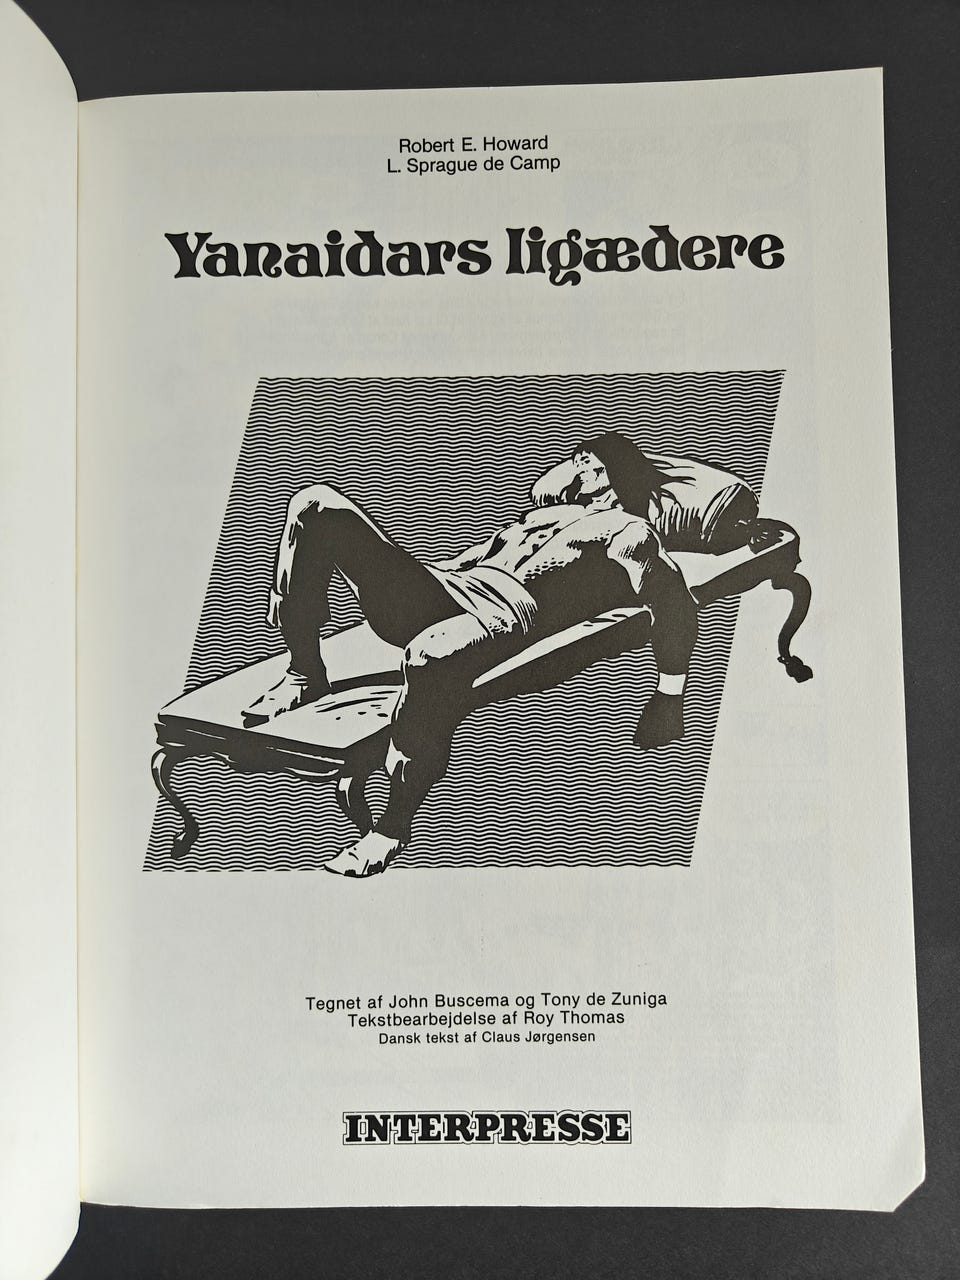 Robert E. Howard
L. Sprague de Camp
Yanaidars ligædere
Tegnet af John Buscema og Tony de Zuniga
Tekstbearbejdelse af Roy Thomas
Dansk tekst af Claus Jørgensen
INTERPRESSE